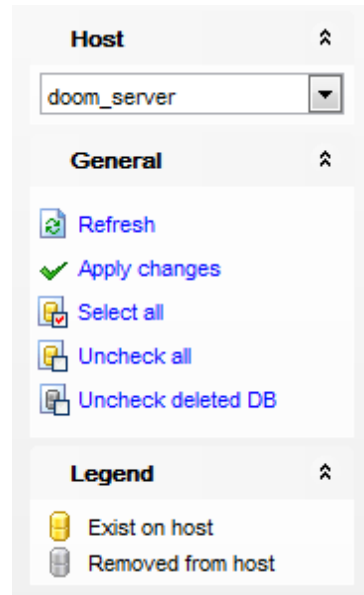 Host
doom_server
General
Refresh
Apply changes
Select all
Uncheck all
Uncheck deleted DB
Legend
Exist on host
Removed from host